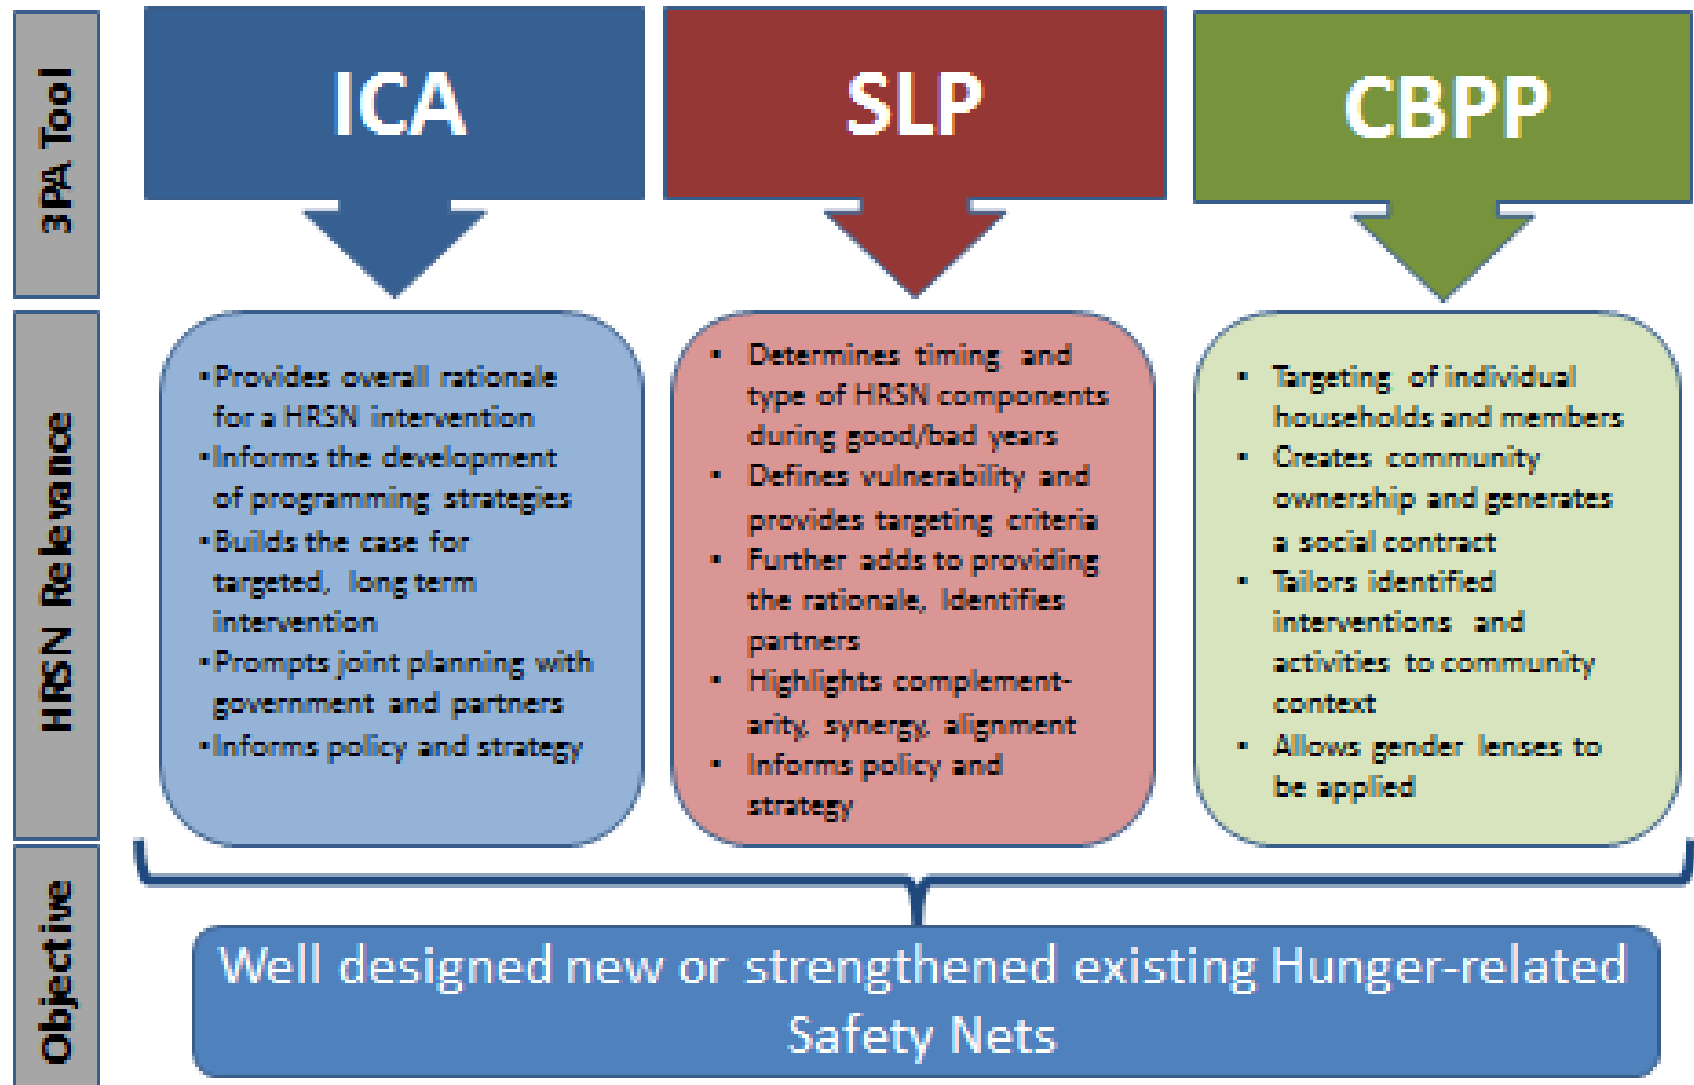 3PA Tool
ICA
SLP
CBPP
HRSN Relevance
•Provides overall rationale
for a HRSN intervention
•Informs the development
of programming strategies
•Builds the case for
targeted, long term
intervention
•Prompts joint planning with
government and partners
•Informs policy and strategy
• Determines timing and
type of HRSN components
during good/bad years
• Defines vulnerability and
provides targeting criteria
• Further adds to providing
the rationale, Identifies
partners
• Highlights complement-
arity, synergy, alignment
• Informs policy and
strategy
• Targeting of individual
households and members
• Creates community
ownership and generates
a social contract
• Tailors identified
interventions and
activities to community
context
• Allows gender lenses to
be applied
Objective
Well designed new or strengthened existing Hunger-related
Safety Nets